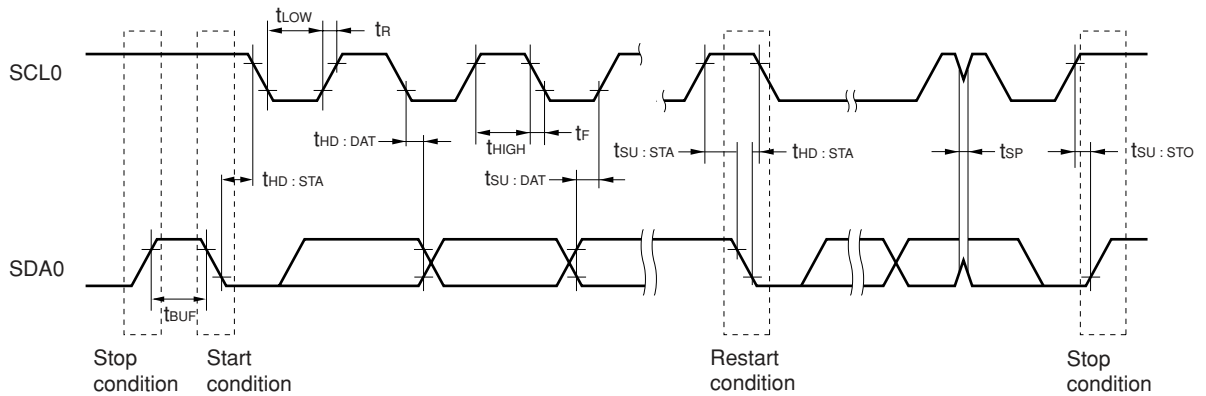 tLOW
tR
SCL0
tHD : DAT
tHIGH
tF
tSU : STA
tHD : STA
tSP
tSU : STO
tHD : STA
tSU : DAT
SDA0
tBUF
Stop
condition
Start
condition
Restart
condition
Stop
condition